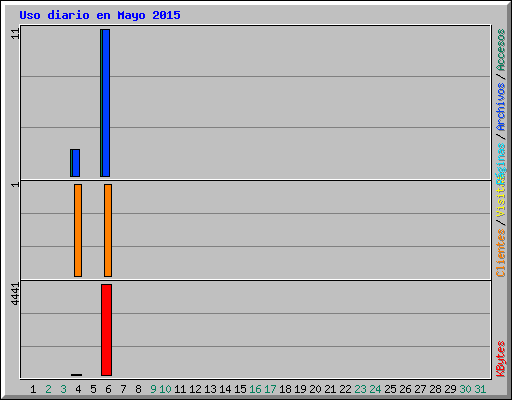 Uso diario en Mayo 2015
11
1
4441
Accesos
/
Archivos
/
Páginas
Visitas
/
Clientes
KBytes
1 2 3 4 5 6 7 8 9 10 11 12 13 14 15 16 17 18 19 20 21 22 23 24 25 26 27 28 29 30 31